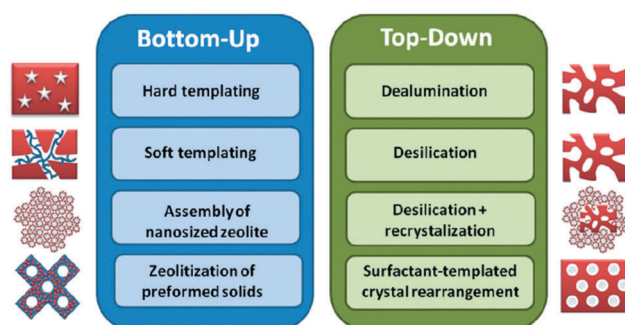 Bottom-Up
Hard templating
Soft templating
Assembly of
nanosized zeolite
Zeolitization of
preformed solids
Top-Down
Dealumination
Desilication
Desilication +
recrystalization
Surfactant-templated
crystal rearrangement